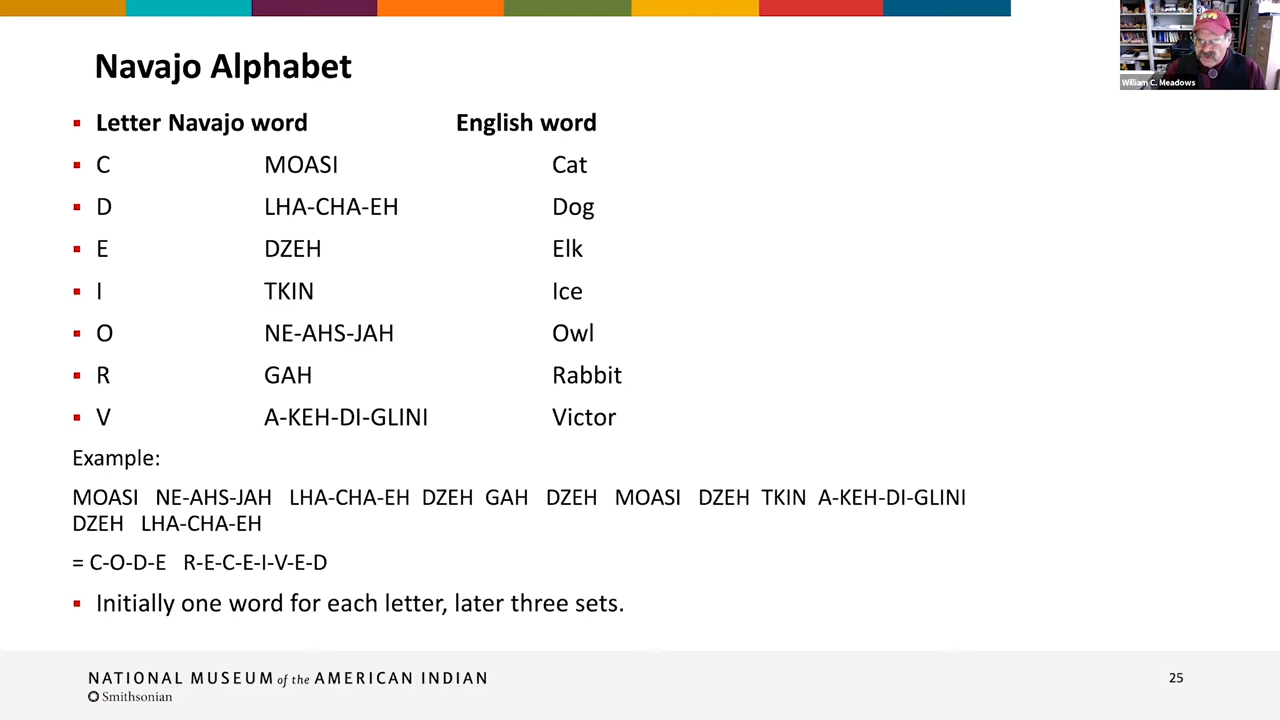 William C. Meadows
Navajo Alphabet
Letter Navajo word English word
C MOASI Cat
D LHA-CHA-EH Dog
E DZEH Elk
I TKIN Ice
O NE-AHS-JAH Owl
R GAH Rabbit
V A-KEH-DI-GLINI Victor
Example:
MOASI NE-AHS-JAH LHA-CHA-EH DZEH GAH DZEH MOASI DZEH TKIN A-KEH-DI-GLINI
DZEH LHA-CHA-EH
= C-O-D-E R-E-C-E-I-V-E-D
Initially one word for each letter, later three sets.
NATIONAL MUSEUM of the AMERICAN INDIAN
Smithsonian
25